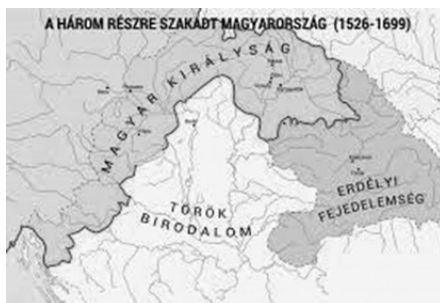 A HÁROM RÉSZRE SZAKADT MAGYARORSZÁG (1526-1699)
MAGYAR KIRÁLYSÁG
TÖRÖK
BIRODALOM
ERDÉLYI
FEJEDELEMSÉG